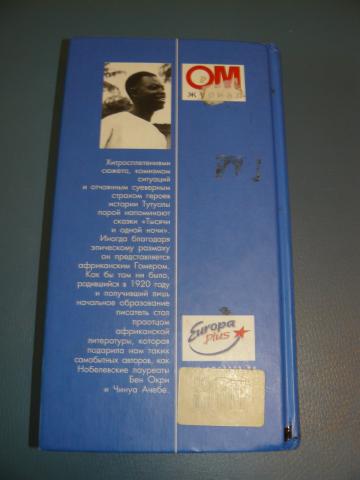 ОМ
ЖУРНАЛ
Хитросплетениями
сюжета, комизмом
ситуаций
и отчаянным суеверным
страхом героев
истории Тутуолы
порой напоминают
сказки «Тысячи
и одной ночи».
Иногда благодаря
эпическому размаху
он представляется
африканским Гомером.
Как бы там ни было,
родившийся в 1920 году
и получивший лишь
начальное образование
писатель стал
праотцом
африканской
литературы, которая
подарила нам таких
самобытных авторов, как
Нобелевские лауреаты
Бен Окри
и Чинуа Ачебе.
Europa
plus